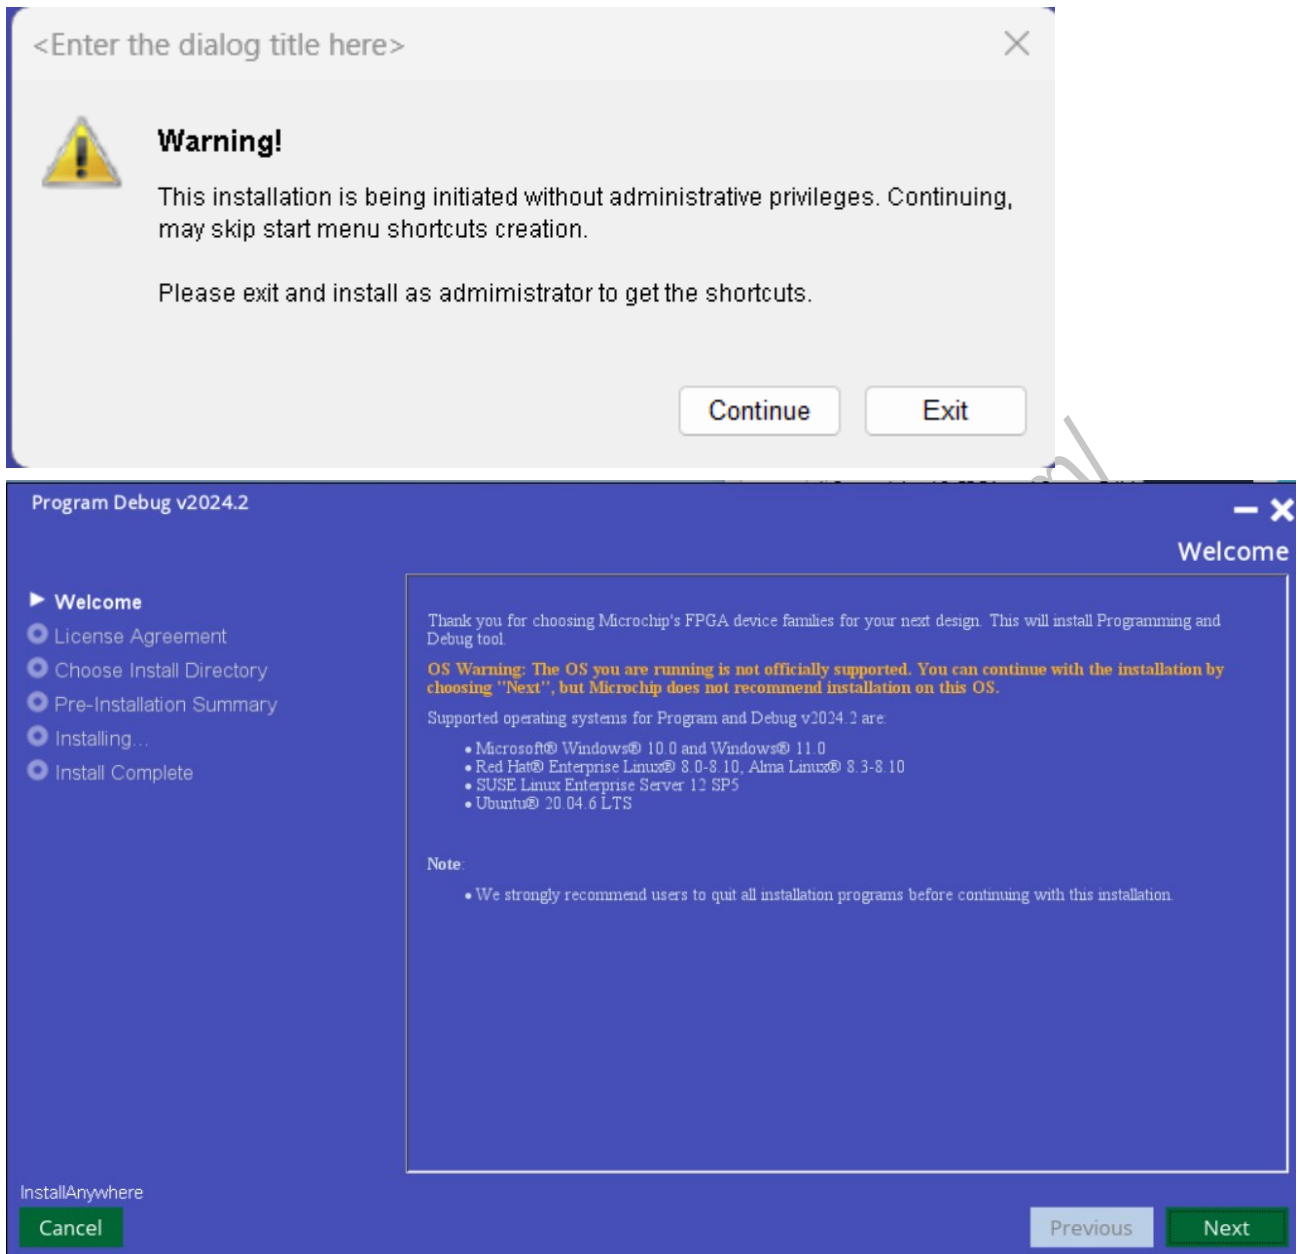 <Enter the dialog title here>
Warning!
This installation is being initiated without administrative privileges. Continuing,
may skip start menu shortcuts creation.
Please exit and install as admimistrator to get the shortcuts.
Continue
Exit
Program Debug v2024.2
Welcome
Welcome
License Agreement
Choose Install Directory
Pre-Installation Summary
Installing...
Install Complete
Thank you for choosing Microchip's FPGA device families for your next design. This will install Programming and
Debug tool.
OS Warning: The OS you are running is not officially supported. You can continue with the installation by
choosing "Next", but Microchip does not recommend installation on this OS.
Supported operating systems for Program and Debug v2024.2 are:
• Microsoft® Windows® 10.0 and Windows® 11.0
• Red Hat® Enterprise Linux® 8.0-8.10, Alma Linux® 8.3-8.10
• SUSE Linux Enterprise Server 12 SP5
• Ubuntu® 20.04.6 LTS
Note:
• We strongly recommend users to quit all installation programs before continuing with this installation.
InstallAnywhere
Cancel
Previous
Next